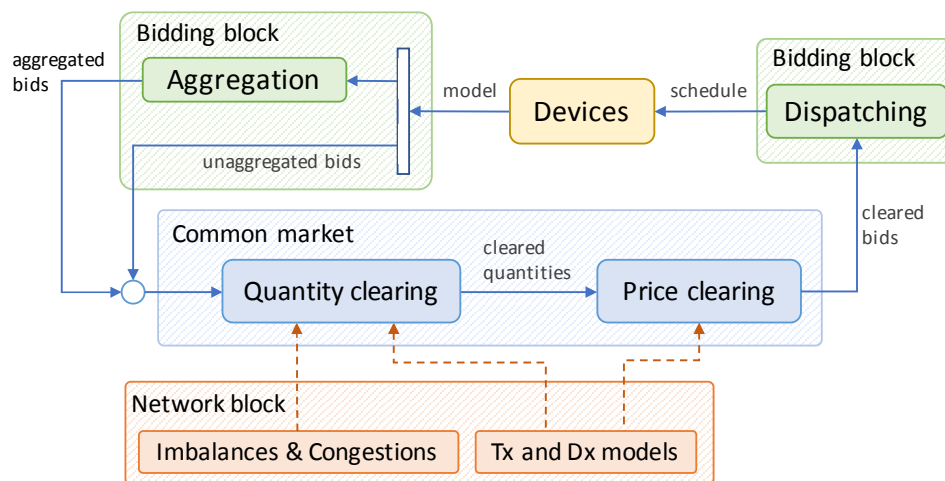 Bidding block
aggregated
bids
Aggregation
model
Devices
schedule
Bidding block
Dispatching
unaggregated bids
cleared
bids
Common market
cleared
quantities
Quantity clearing
Price clearing
Network block
Imbalances & Congestions
Tx and Dx models